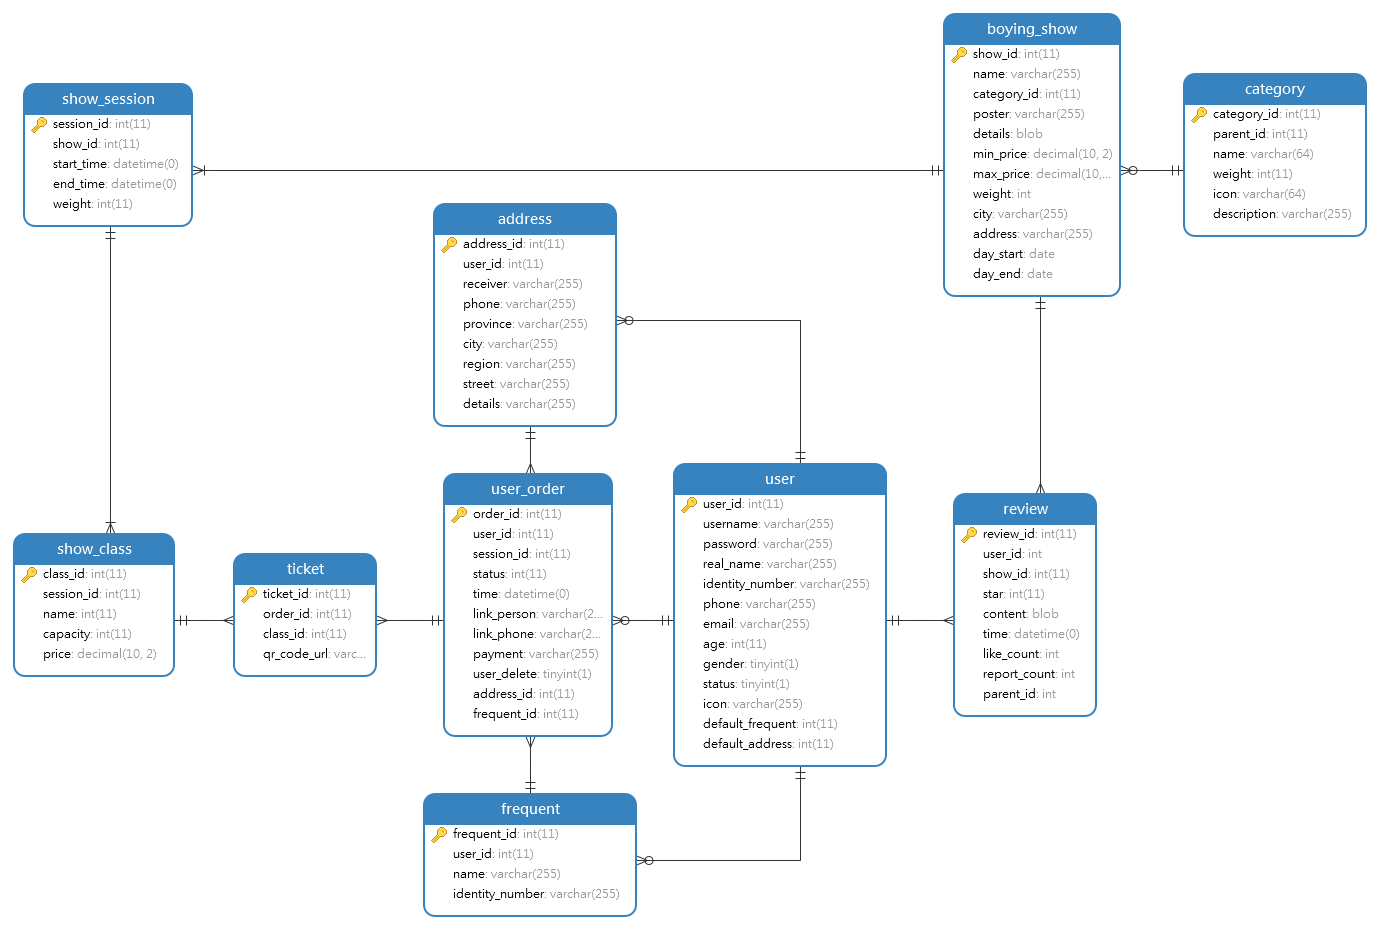 boying_show
show_id: int(11)
name: varchar(255)
category_id: int(11)
poster: varchar(255)
details: blob
min_price: decimal(10, 2)
max_price: decimal(10,...
weight: int
city: varchar(255)
address: varchar(255)
day_start: date
day_end: date
category
category_id: int(11)
parent_id: int(11)
name: varchar(64)
weight: int(11)
icon: varchar(64)
description: varchar(255)
show_session
session_id: int(11)
show_id: int(11)
start_time: datetime(0)
end_time: datetime(0)
weight: int(11)
address
address_id: int(11)
user_id: int(11)
receiver: varchar(255)
phone: varchar(255)
province: varchar(255)
city: varchar(255)
region: varchar(255)
street: varchar(255)
details: varchar(255)
user_order
order_id: int(11)
user_id: int(11)
session_id: int(11)
status: int(11)
time: datetime(0)
link_person: varchar(2...
link_phone: varchar(2...
payment: varchar(255)
user_delete: tinyint(1)
address_id: int(11)
frequent_id: int(11)
user
user_id: int(11)
username: varchar(255)
password: varchar(255)
real_name: varchar(255)
identity_number: varchar(255)
phone: varchar(255)
email: varchar(255)
age: int(11)
gender: tinyint(1)
status: tinyint(1)
icon: varchar(255)
default_frequent: int(11)
default_address: int(11)
review
review_id: int(11)
user_id: int
show_id: int(11)
star: int(11)
content: blob
time: datetime(0)
like_count: int
report_count: int
parent_id: int
show_class
class_id: int(11)
session_id: int(11)
name: int(11)
capacity: int(11)
price: decimal(10, 2)
ticket
ticket_id: int(11)
order_id: int(11)
class_id: int(11)
qr_code_url: varc...
frequent
frequent_id: int(11)
user_id: int(11)
name: varchar(255)
identity_number: varchar(255)